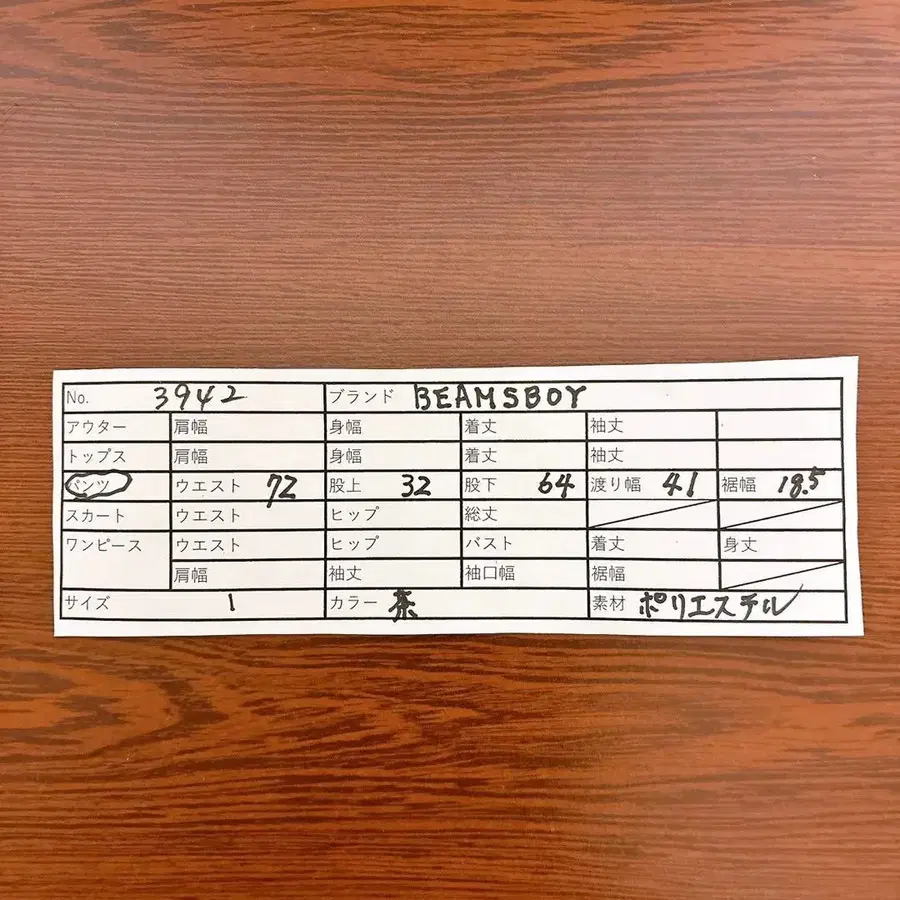 No. 3942 ブランド BEAMSBOY
アウター 肩幅 身幅 着丈 袖丈
トップス 肩幅 身幅 着丈 袖丈
パンツ ウエスト 72 股上 32 股下 64 渡り幅 41 裾幅 18.5
スカート ウエスト ヒップ 総丈
ワンピース ウエスト ヒップ バスト 着丈 身丈
肩幅 袖丈 袖口幅 裾幅
サイズ 1 カラー 茶 素材 ポリエステル